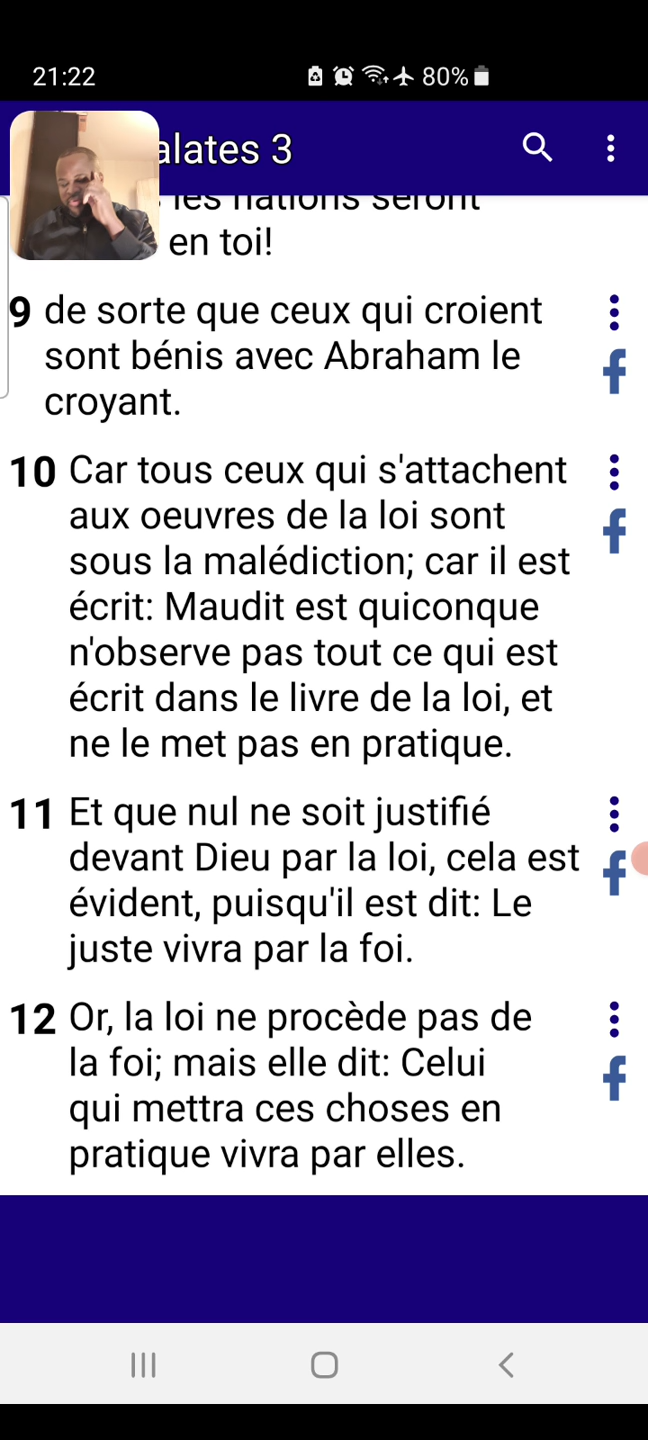 21:22
80%
alates 3
les nations seront
en toi!
9 de sorte que ceux qui croient
sont bénis avec Abraham le
croyant.
10 Car tous ceux qui s'attachent
aux oeuvres de la loi sont
sous la malédiction; car il est
écrit: Maudit est quiconque
n'observe pas tout ce qui est
écrit dans le livre de la loi, et
ne le met pas en pratique.
11 Et que nul ne soit justifié
devant Dieu par la loi, cela est
évident, puisqu'il est dit: Le
juste vivra par la foi.
12 Or, la loi ne procède pas de
la foi; mais elle dit: Celui
qui mettra ces choses en
pratique vivra par elles.